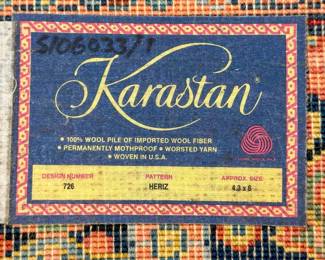 S106033/1
Karastan®
• 100% WOOL PILE OF IMPORTED WOOL FIBER
• PERMANENTLY MOTHPROOF • WORSTED YARN
• WOVEN IN U.S.A.
DESIGN NUMBER PATTERN APPROX. SIZE
726 HERIZ 4.3 x 6